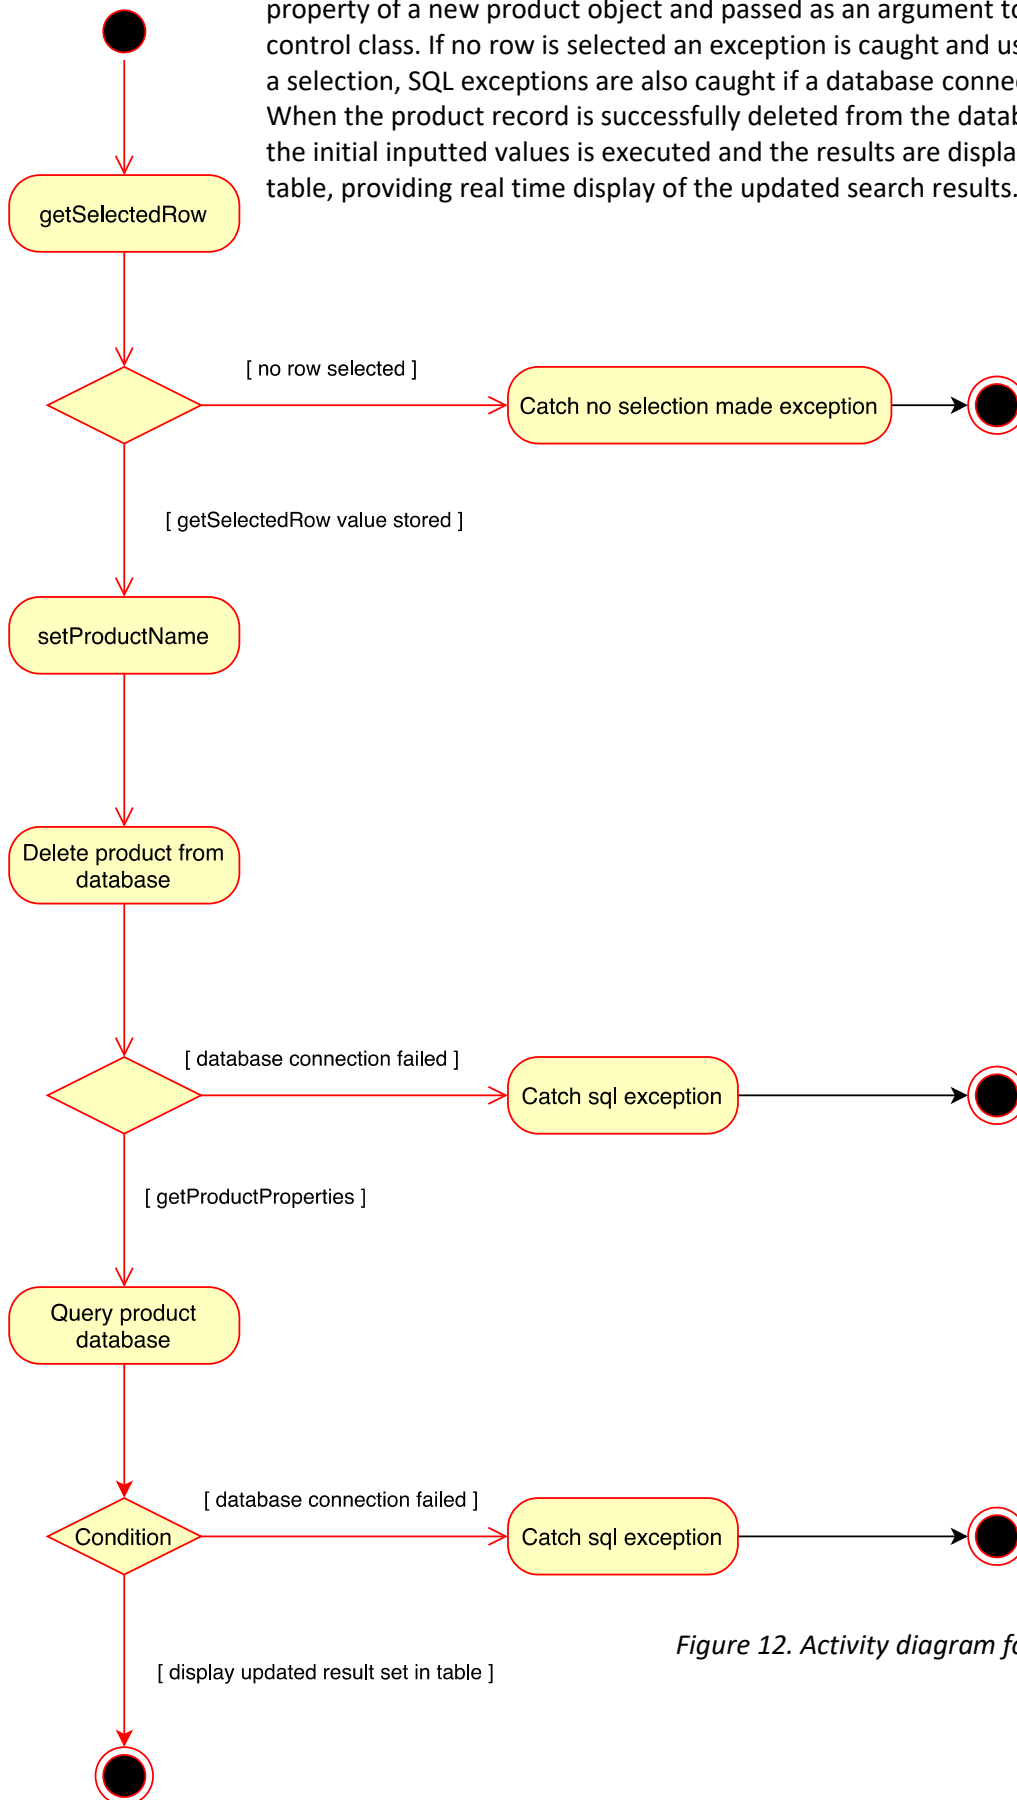 property of a new product object and passed as an argument to
control class. If no row is selected an exception is caught and
a selection, SQL exceptions are also caught if a database
When the product record is successfully deleted from the
the initial inputted values is executed and the results are
table, providing real time display of the updated search results.
getSelectedRow
[ no row selected ]
Catch no selection made exception
[ getSelectedRow value stored ]
setProductName
Delete product from
database
[ database connection failed ]
Catch sql exception
[ getProductProperties ]
Query product
database
[ database connection failed ]
Condition
Catch sql exception
Figure 12. Activity diagram
[ display updated result set in table ]